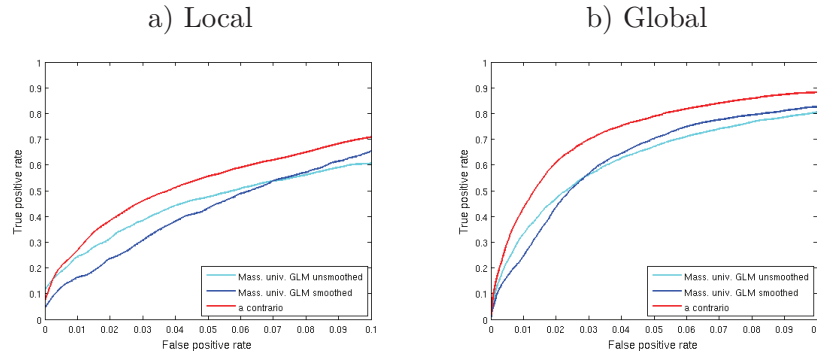 a) Local
b) Global
True positive rate
1
0.9
0.8
0.7
0.6
0.5
0.4
0.3
0.2
0.1
0
0 0.01 0.02 0.03 0.04 0.05 0.06 0.07 0.08 0.09 0.1
False positive rate
Mass. univ. GLM unsmoothed
Mass. univ. GLM smoothed
a contrario
True positive rate
1
0.9
0.8
0.7
0.6
0.5
0.4
0.3
0.2
0.1
0
0 0.01 0.02 0.03 0.04 0.05 0.06 0.07 0.08 0.09
False positive rate
Mass. univ. GLM unsmoothed
Mass. univ. GLM smoothed
a contrario